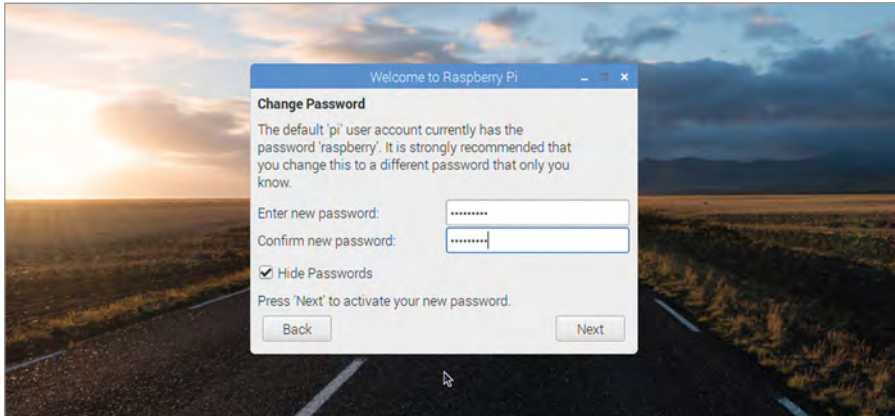 Welcome to Raspberry Pi
Change Password
The default 'pi' user account currently has the
password 'raspberry'. It is strongly recommended that
you change this to a different password that only you
know.
Enter new password:
Confirm new password:
Hide Passwords
Press 'Next' to activate your new password.
Back
Next